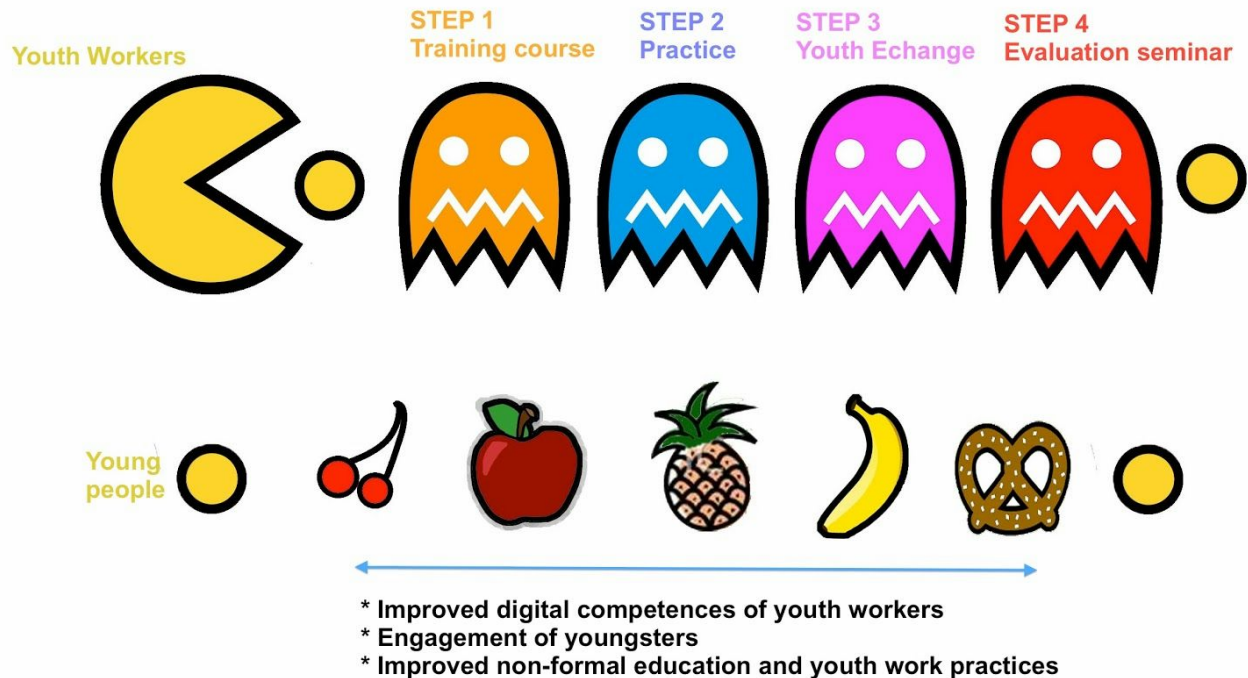 Youth Workers
STEP 1
Training course
STEP 2
Practice
STEP 3
Youth Echange
STEP 4
Evaluation seminar
Young
people
* Improved digital competences of youth workers
* Engagement of youngsters
* Improved non-formal education and youth work practices